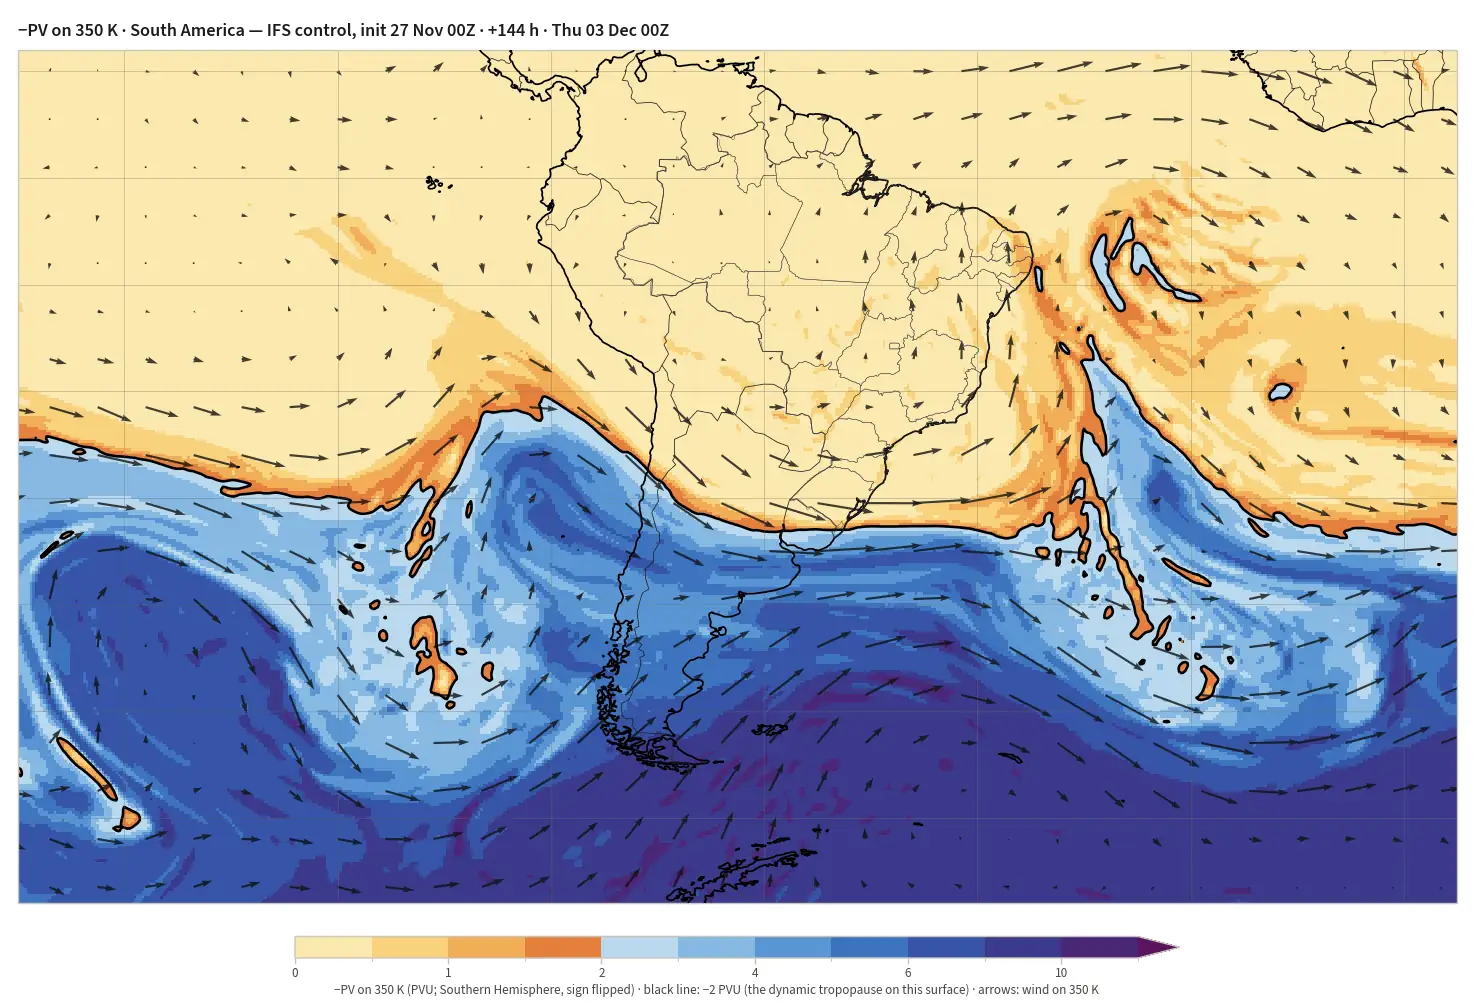 −PV on 350 K · South America — IFS control, init 27 Nov 00Z · +144 h · Thu 03 Dec 00Z
0 1 2 4 6 10
−PV on 350 K (PVU; Southern Hemisphere, sign flipped) · black line: −2 PVU (the dynamic tropopause on this surface) · arrows: wind on 350 K